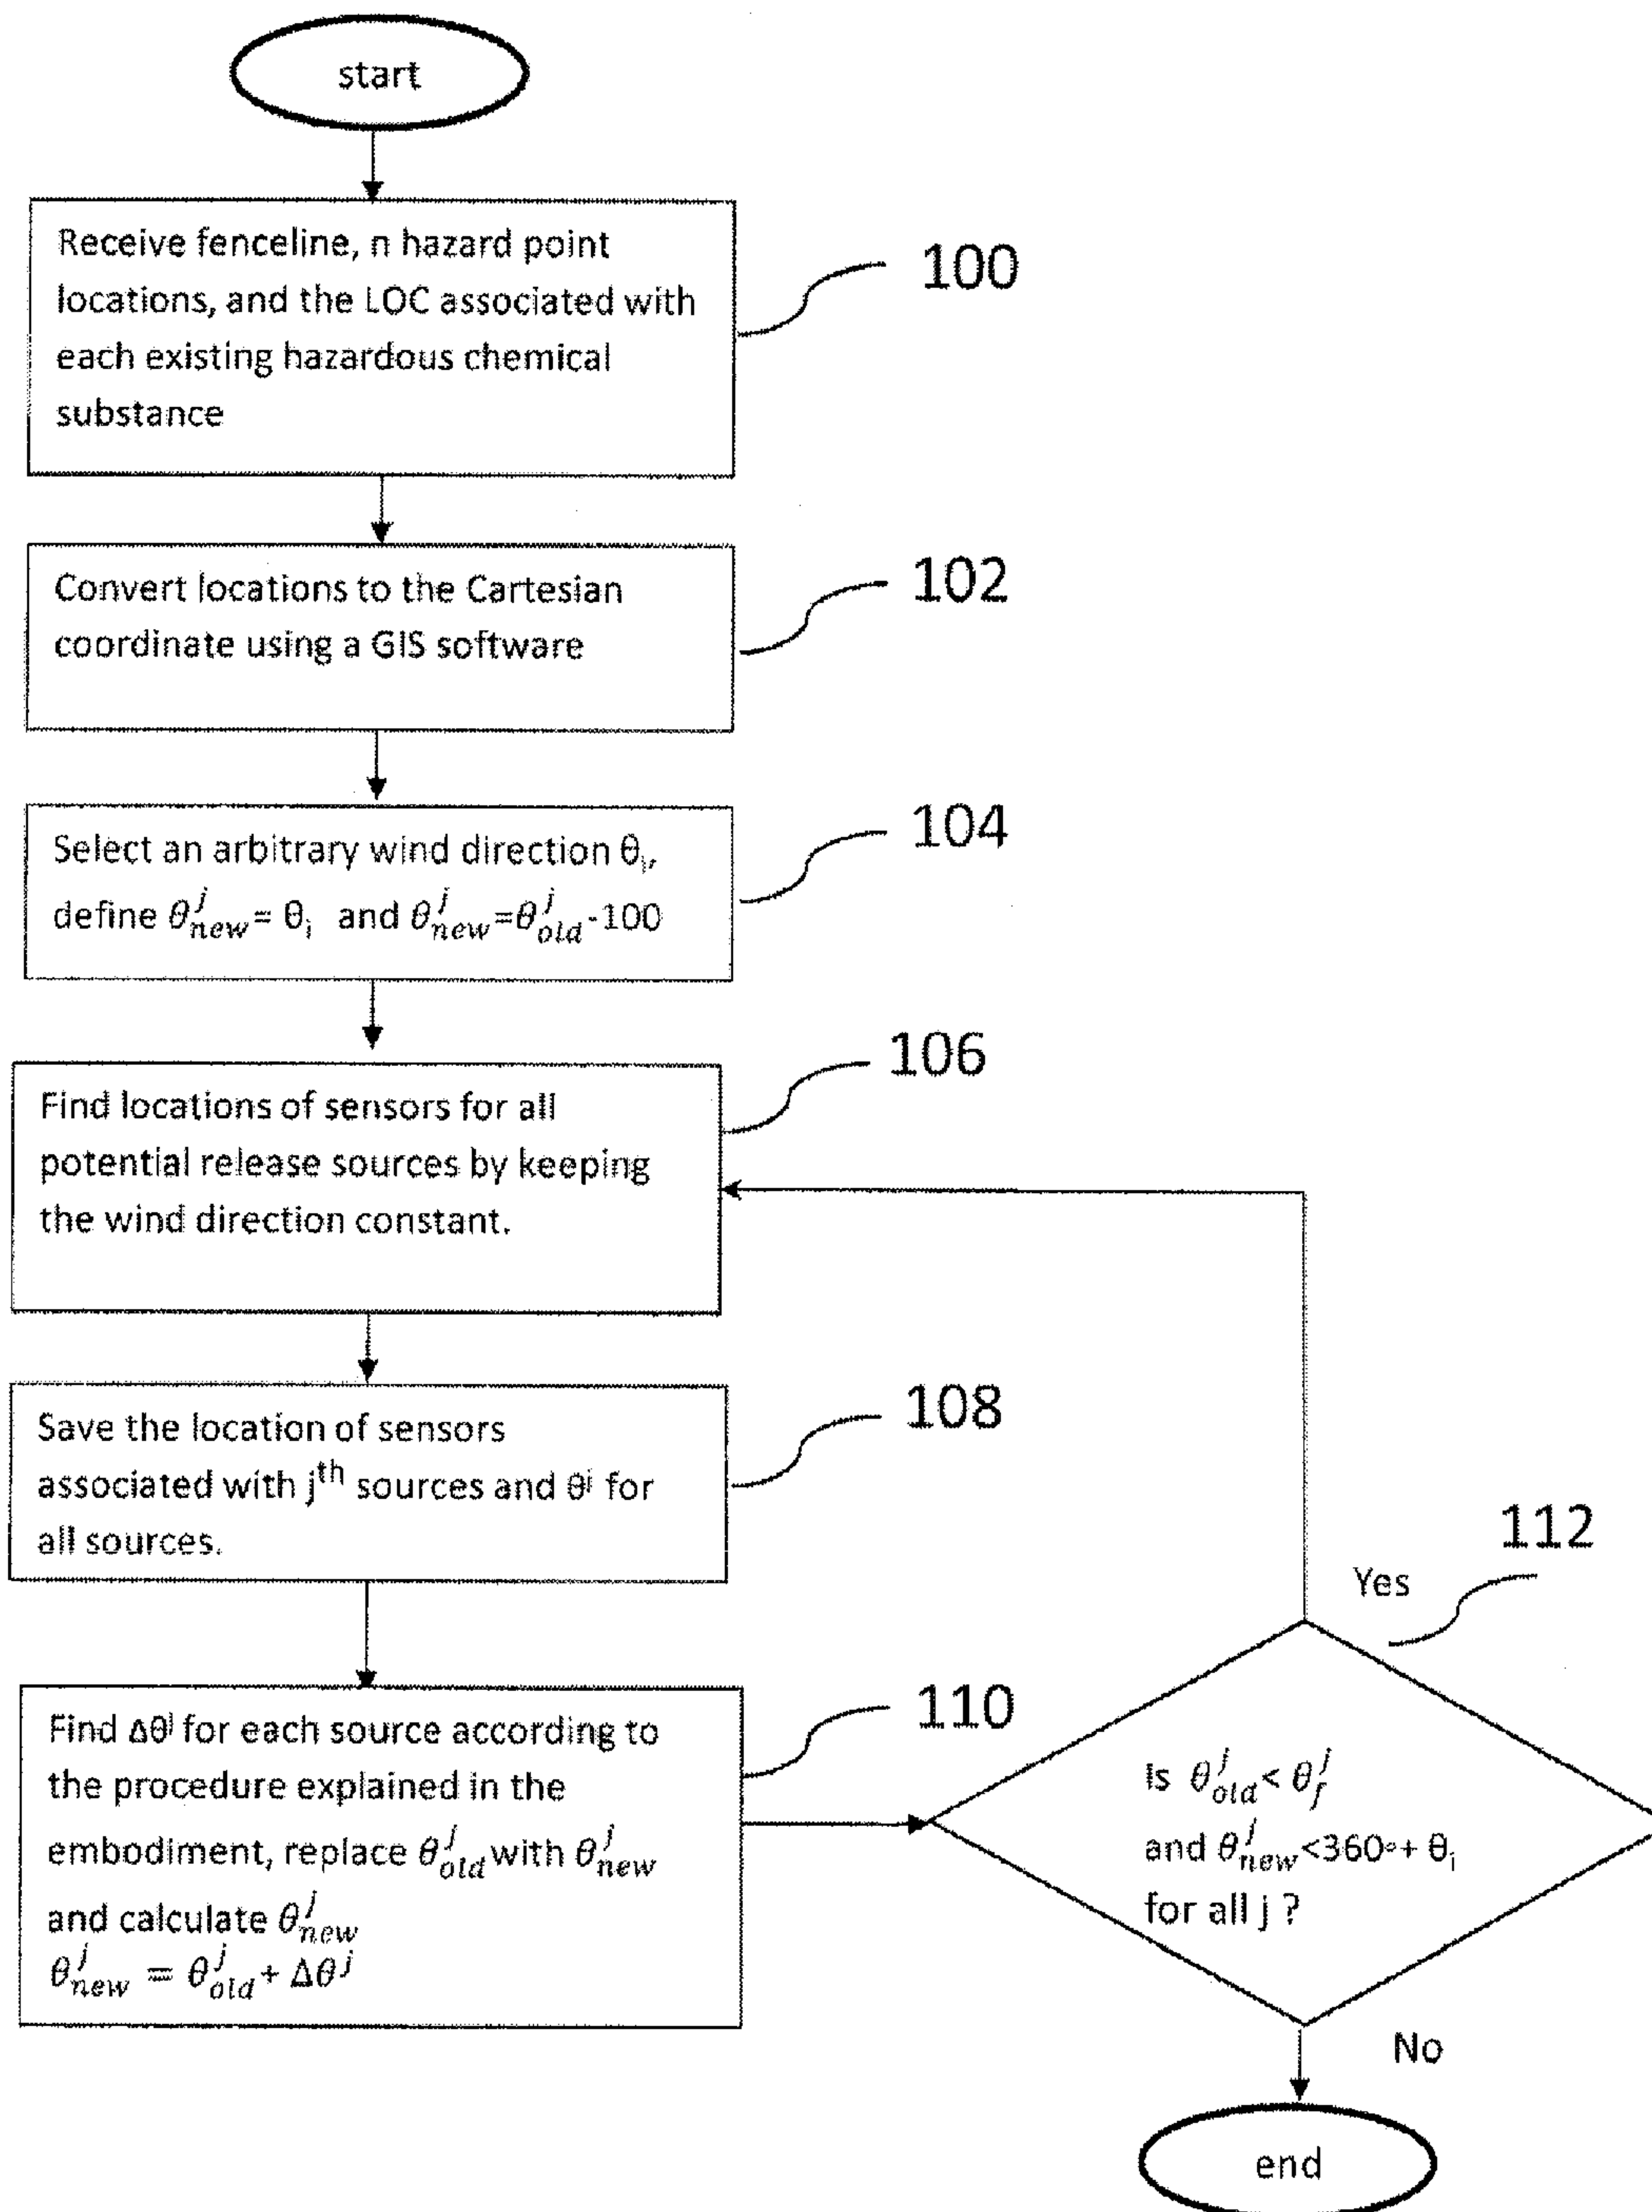 start
Receive fenceline, n hazard point
locations, and the LOC associated with
each existing hazardous chemical
substance
100
Convert locations to the Cartesian
coordinate using a GIS software
102
Select an arbitrary wind direction θᵢ,
define θ^j_new = θᵢ and θ^j_new=θ^j_old-100
104
Find locations of sensors for all
potential release sources by keeping
the wind direction constant.
106
Save the location of sensors
associated with jᵗʰ sources and θʲ for
all sources.
108
Find Δθʲ for each source according to
the procedure explained in the
embodiment, replace θ^j_old with θ^j_new
and calculate θ^j_new
θ^j_new = θ^j_old + Δθ^j
110
112
Yes
Is θ^j_old < θ^j_f
and θ^j_new <360°+ θᵢ
for all j ?
No
end